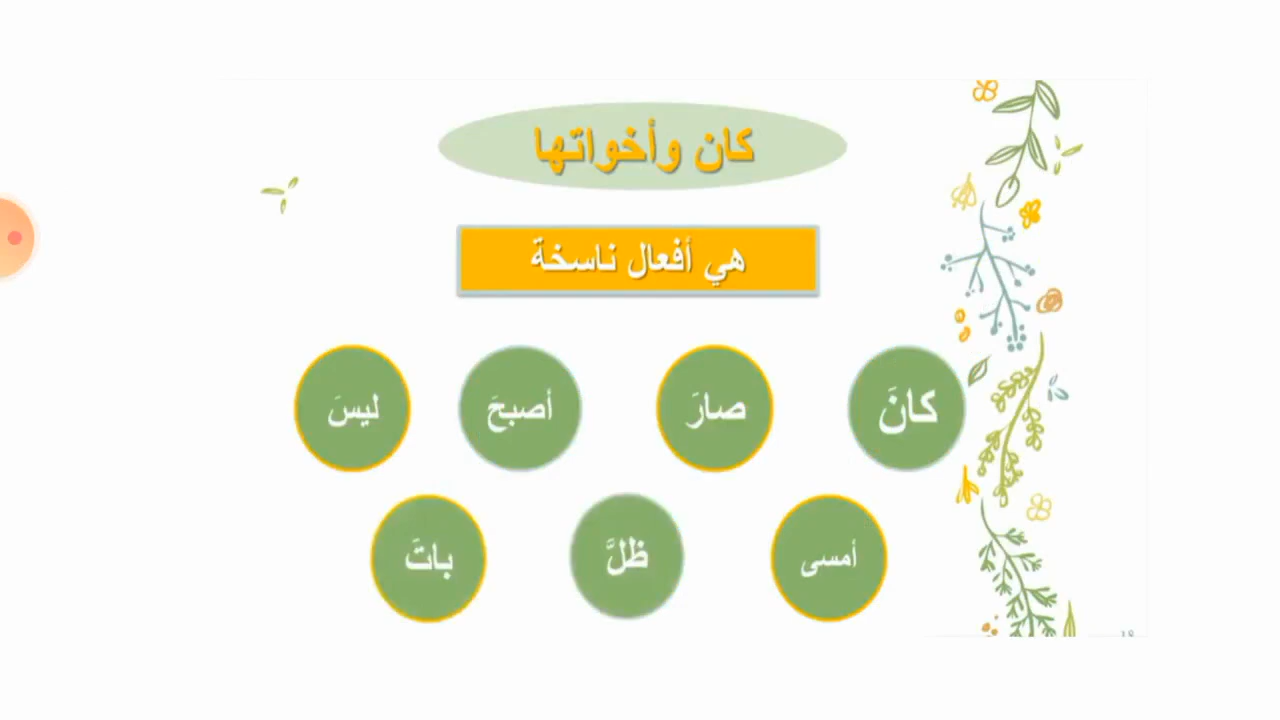 كان وأخواتها
هي أفعال ناسخة
كانَ
صارَ
أصبحَ
ليسَ
أمسى
ظلَّ
باتَ